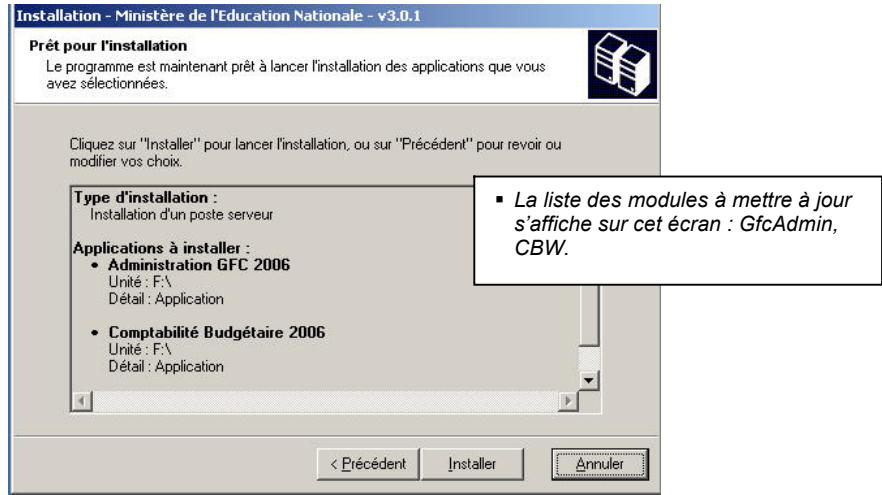 Installation - Ministère de l'Education Nationale - v3.0.1
Prêt pour l'installation
Le programme est maintenant prêt à lancer l'installation des applications que vous
avez sélectionnées.
Cliquez sur "Installer" pour lancer l'installation, ou sur "Précédent" pour revoir ou
modifier vos choix.
Type d'installation :
Installation d'un poste serveur
Applications à installer :
• Administration GFC 2006
Unité : F:\
Détail : Application
• Comptabilité Budgétaire 2006
Unité : F:\
Détail : Application
▪ La liste des modules à mettre à jour
s’affiche sur cet écran : GfcAdmin,
CBW.
< Précédent
Installer
Annuler